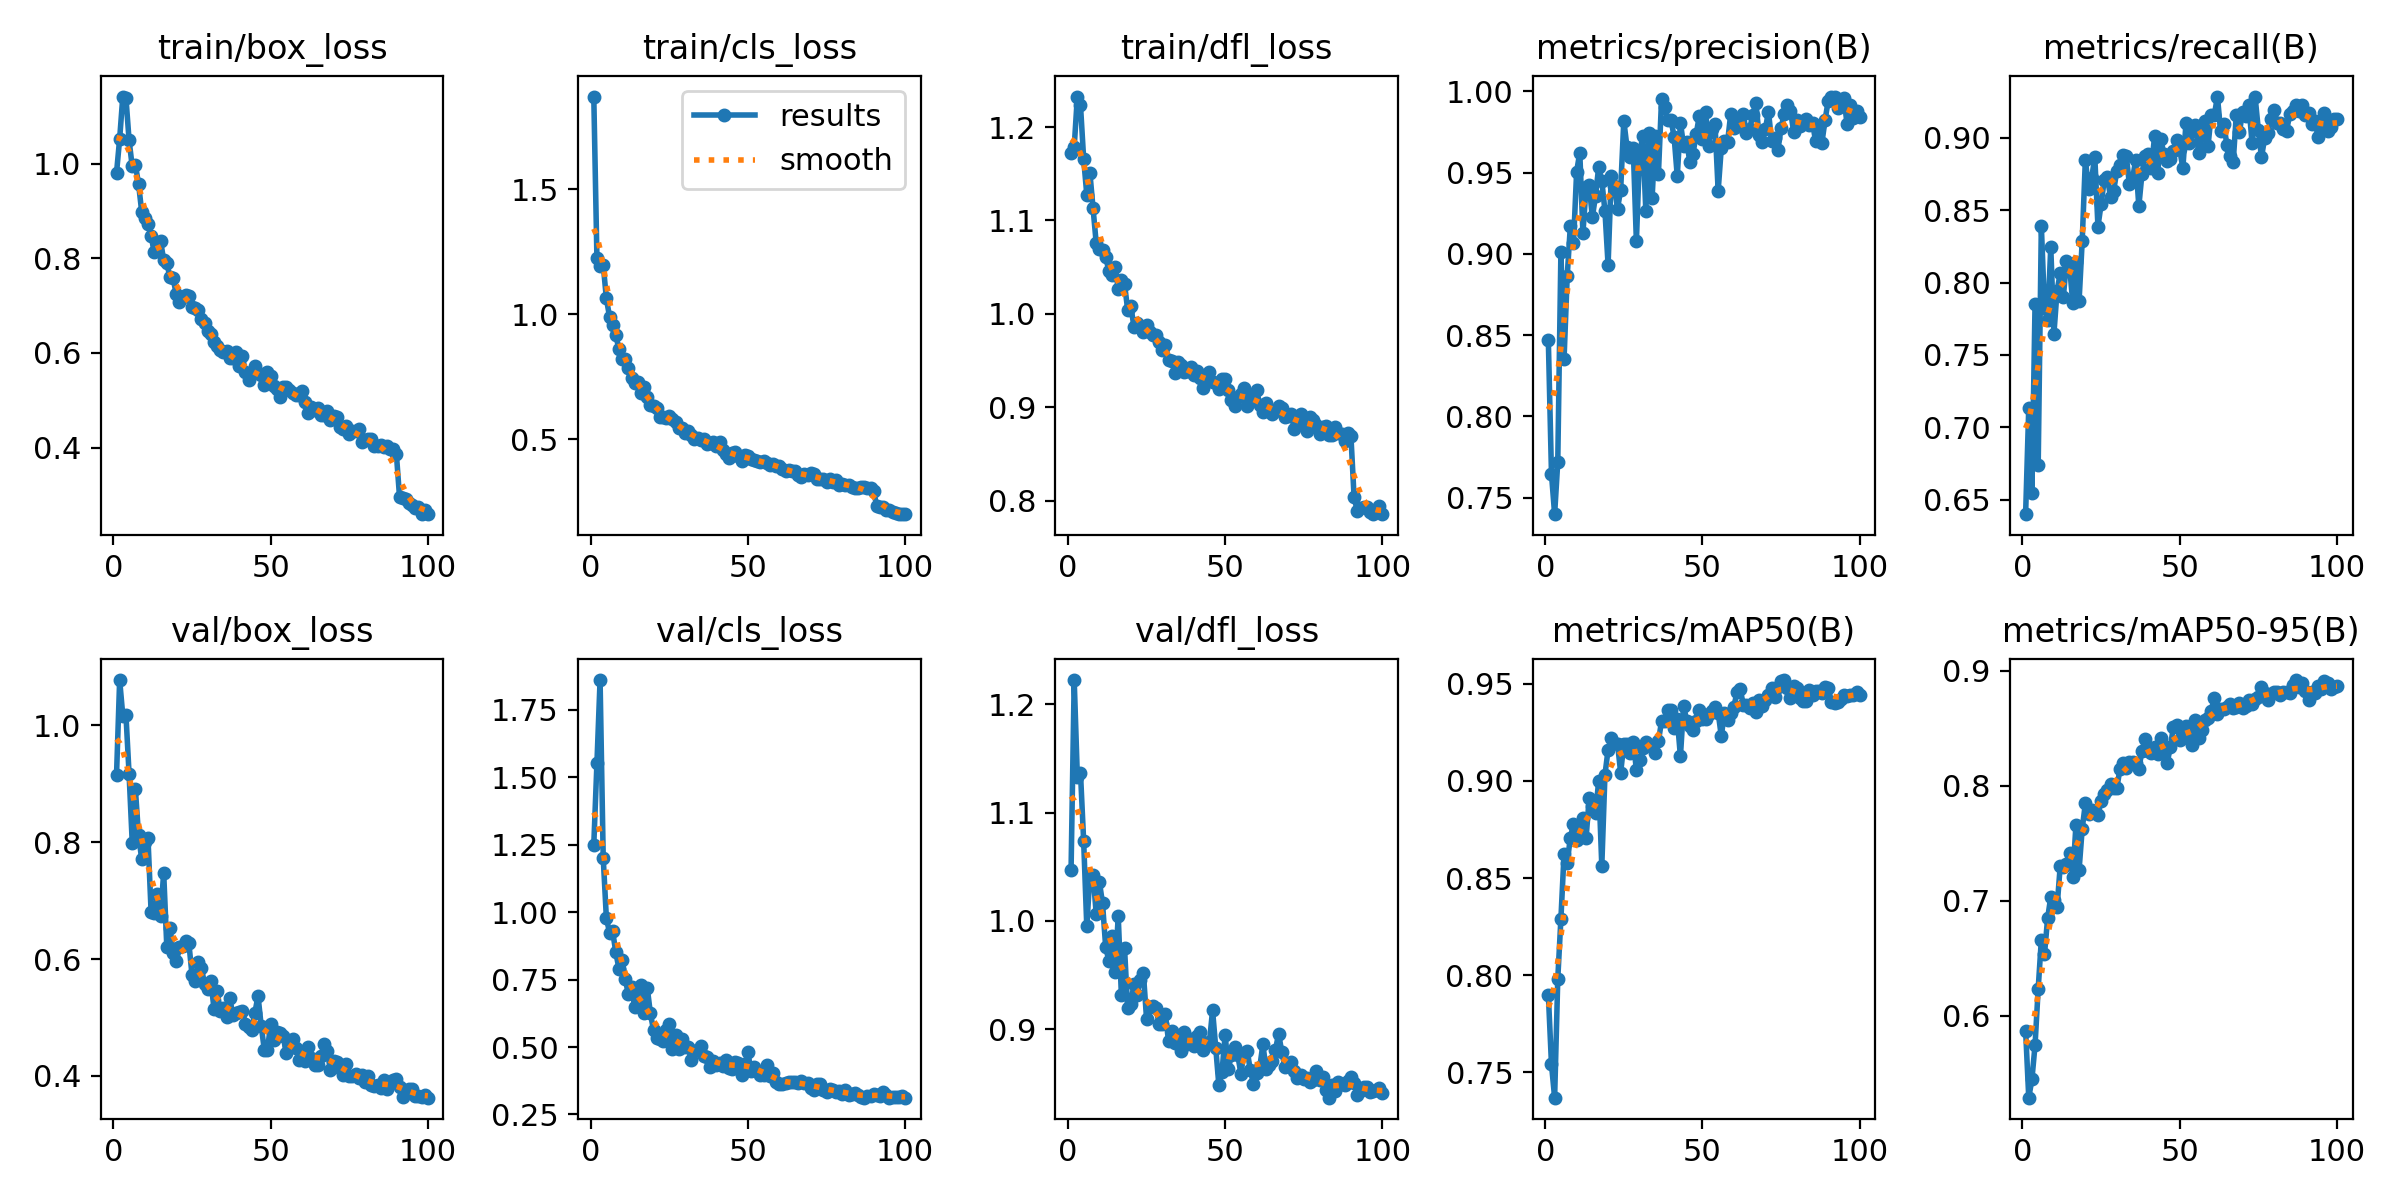 train/box_loss
train/cls_loss
train/dfl_loss
metrics/precision(B)
metrics/recall(B)
1.0
0.8
0.6
0.4
0 50 100
results
smooth
1.5
1.0
0.5
0 50 100
1.2
1.1
1.0
0.9
0.8
0 50 100
1.00
0.95
0.90
0.85
0.80
0.75
0 50 100
0.90
0.85
0.80
0.75
0.70
0.65
0 50 100
val/box_loss
val/cls_loss
val/dfl_loss
metrics/mAP50(B)
metrics/mAP50-95(B)
1.0
0.8
0.6
0.4
0 50 100
1.75
1.50
1.25
1.00
0.75
0.50
0.25
0 50 100
1.2
1.1
1.0
0.9
0 50 100
0.95
0.90
0.85
0.80
0.75
0 50 100
0.9
0.8
0.7
0.6
0 50 100